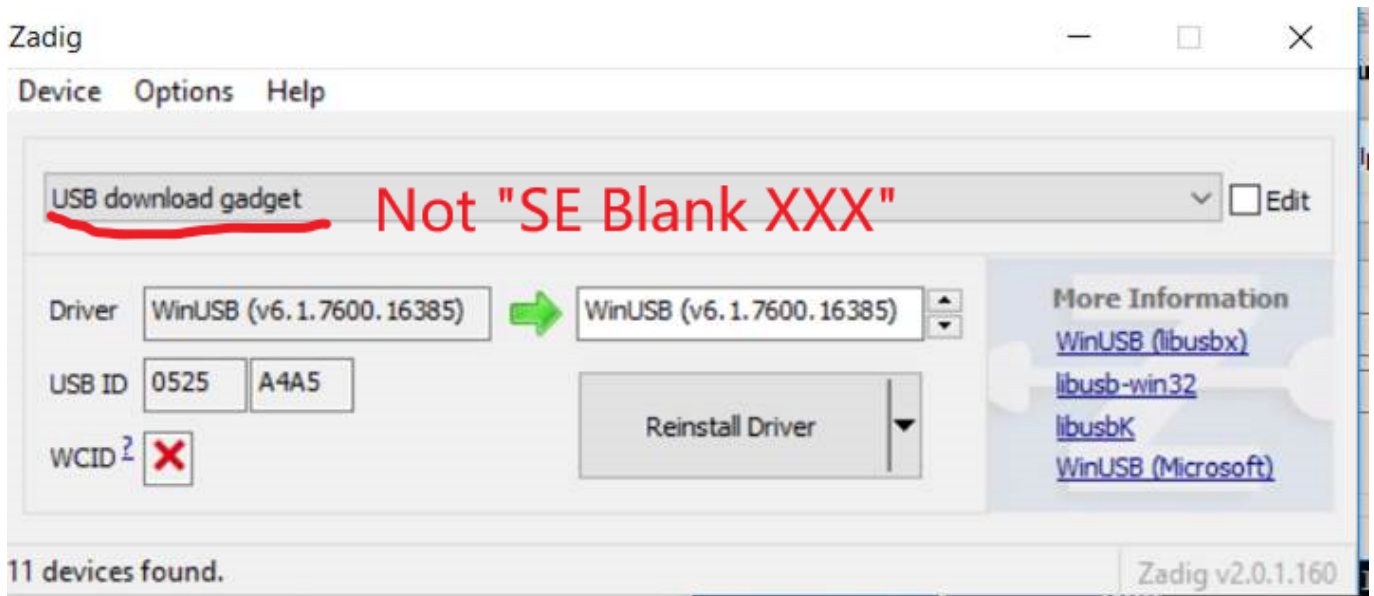 Zadig
Device Options Help
USB download gadget Not "SE Blank XXX" Edit
Driver WinUSB (v6.1.7600.16385) WinUSB (v6.1.7600.16385)
USB ID 0525 A4A5
WCID ?
Reinstall Driver
More Information
WinUSB (libusbx)
libusb-win32
libusbK
WinUSB (Microsoft)
11 devices found.
Zadig v2.0.1.160